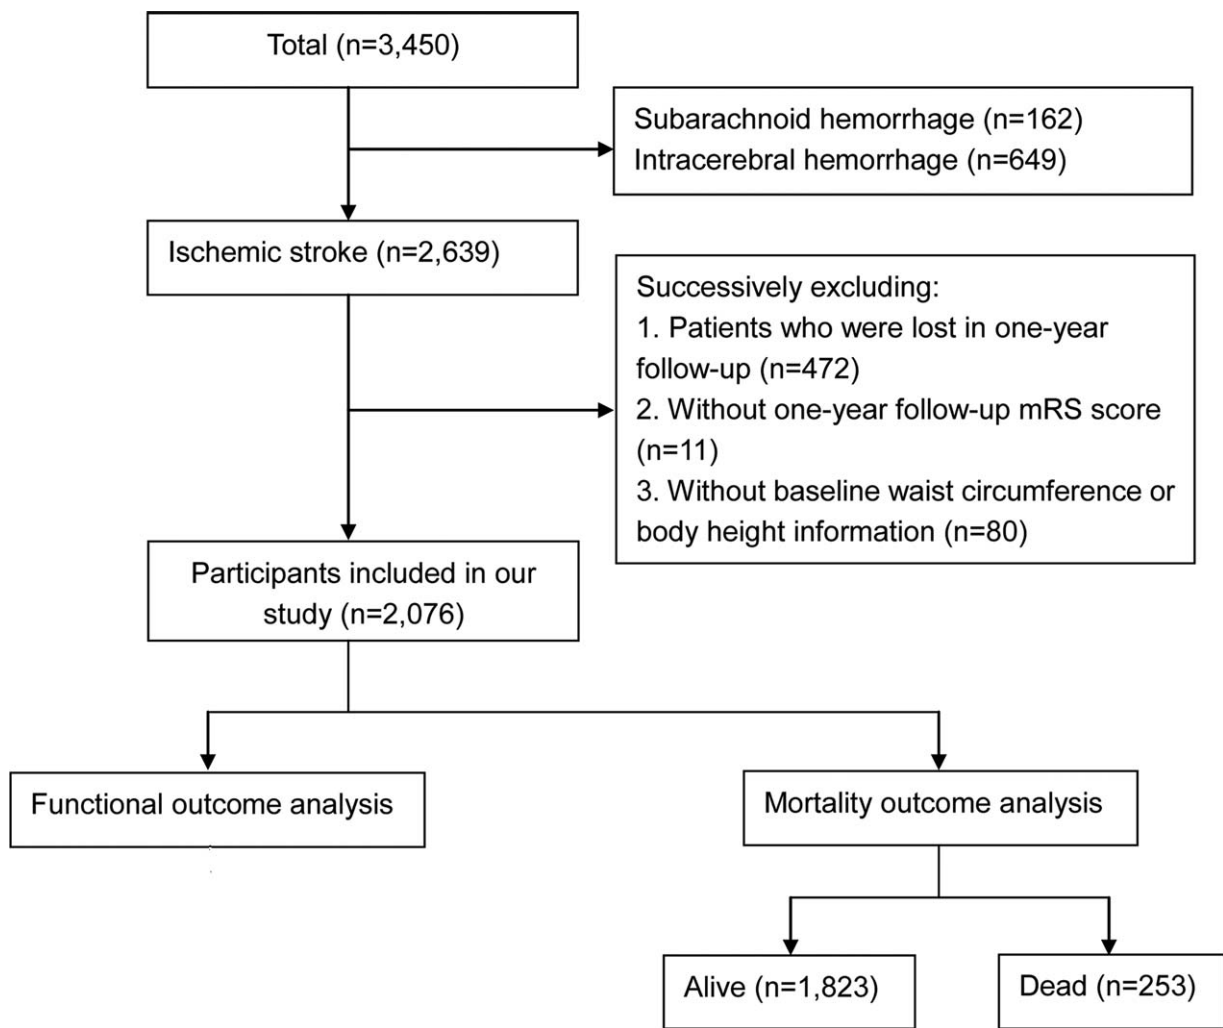 Total (n=3,450)
Subarachnoid hemorrhage (n=162)
Intracerebral hemorrhage (n=649)
Ischemic stroke (n=2,639)
Successively excluding:
1. Patients who were lost in one-year
follow-up (n=472)
2. Without one-year follow-up mRS score
(n=11)
3. Without baseline waist circumference or
body height information (n=80)
Participants included in our
study (n=2,076)
Functional outcome analysis
Mortality outcome analysis
Alive (n=1,823)
Dead (n=253)